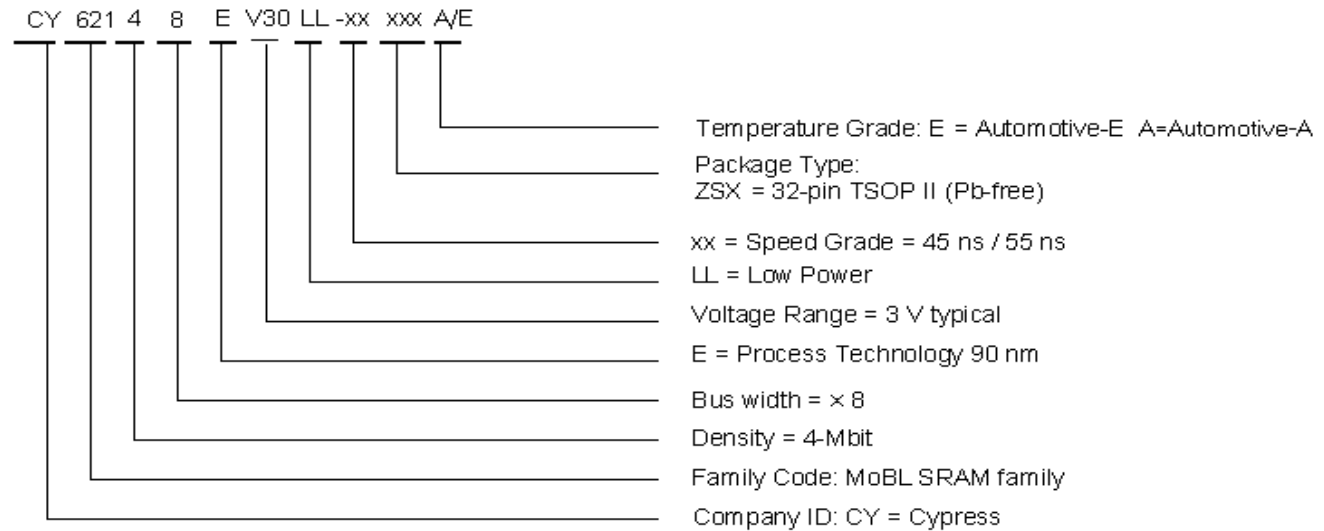 CY 621 4 8 E V30 LL -xx xxx A/E
Temperature Grade: E = Automotive-E A=Automotive-A
Package Type:
ZSX = 32-pin TSOP II (Pb-free)
xx = Speed Grade = 45 ns / 55 ns
LL = Low Power
Voltage Range = 3 V typical
E = Process Technology 90 nm
Bus width = × 8
Density = 4-Mbit
Family Code: MoBL SRAM family
Company ID: CY = Cypress